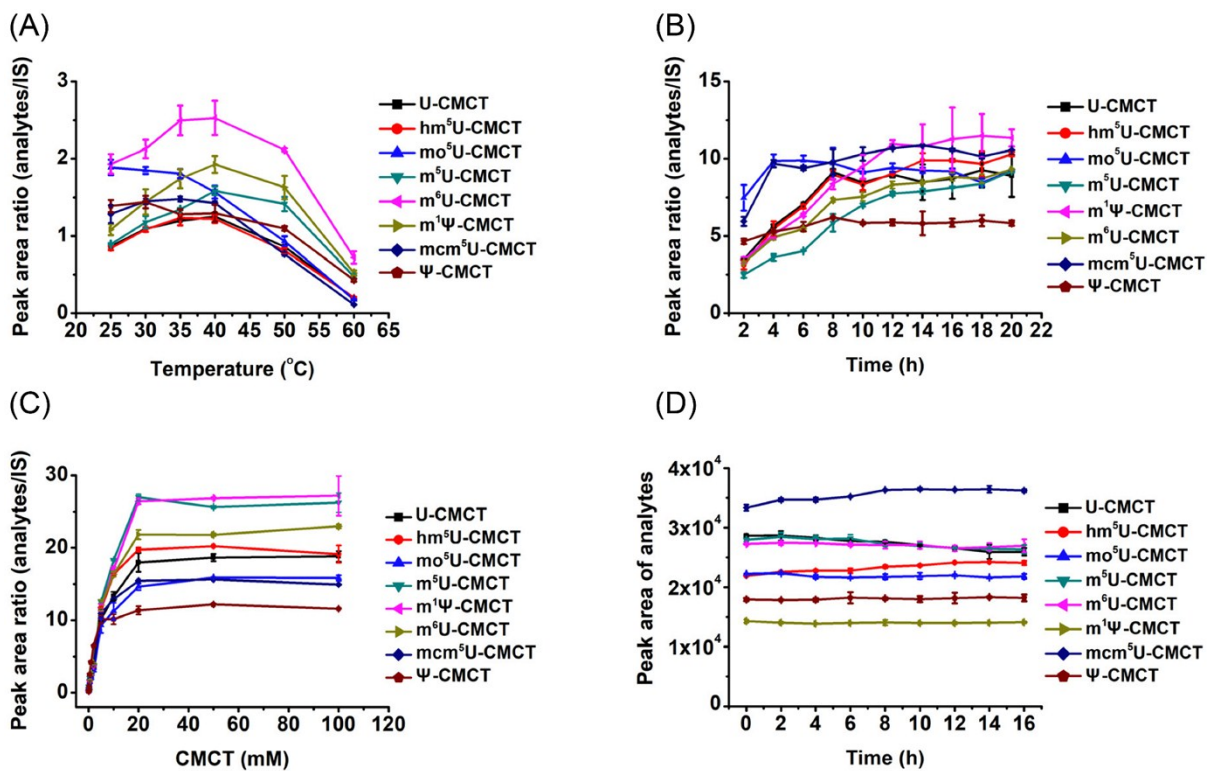 (A)
Peak area ratio (analytes/IS)
3
2
1
0
20 25 30 35 40 45 50 55 60 65
Temperature (°C)
U-CMCT
hm⁵U-CMCT
mo⁵U-CMCT
m⁵U-CMCT
m⁶U-CMCT
m¹Ψ-CMCT
mcm⁵U-CMCT
Ψ-CMCT
(B)
Peak area ratio (analytes/IS)
15
10
5
0
2 4 6 8 10 12 14 16 18 20 22
Time (h)
U-CMCT
hm⁵U-CMCT
mo⁵U-CMCT
m⁵U-CMCT
m¹Ψ-CMCT
m⁶U-CMCT
mcm⁵U-CMCT
Ψ-CMCT
(C)
Peak area ratio (analytes/IS)
30
20
10
0
0 20 40 60 80 100 120
CMCT (mM)
U-CMCT
hm⁵U-CMCT
mo⁵U-CMCT
m⁵U-CMCT
m¹Ψ-CMCT
m⁶U-CMCT
mcm⁵U-CMCT
Ψ-CMCT
(D)
Peak area of analytes
4x10⁴
3x10⁴
2x10⁴
1x10⁴
0
0 2 4 6 8 10 12 14 16
Time (h)
U-CMCT
hm⁵U-CMCT
mo⁵U-CMCT
m⁵U-CMCT
m⁶U-CMCT
m¹Ψ-CMCT
mcm⁵U-CMCT
Ψ-CMCT